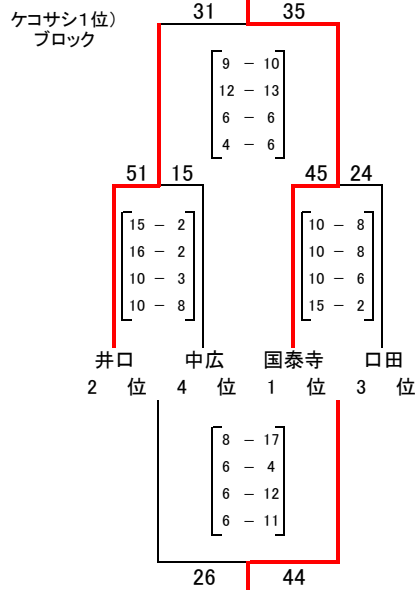 31 35
ケコサシ1位)
ブロック
9 － 10
12 － 13
6 － 6
4 － 6
51 15 45 24
15 － 2 10 － 8
16 － 2 10 － 8
10 － 3 10 － 6
10 － 8 15 － 2
井口 中広 国泰寺 口田
2 位 4 位 1 位 3 位
8 － 17
6 － 4
6 － 12
6 － 11
26 44